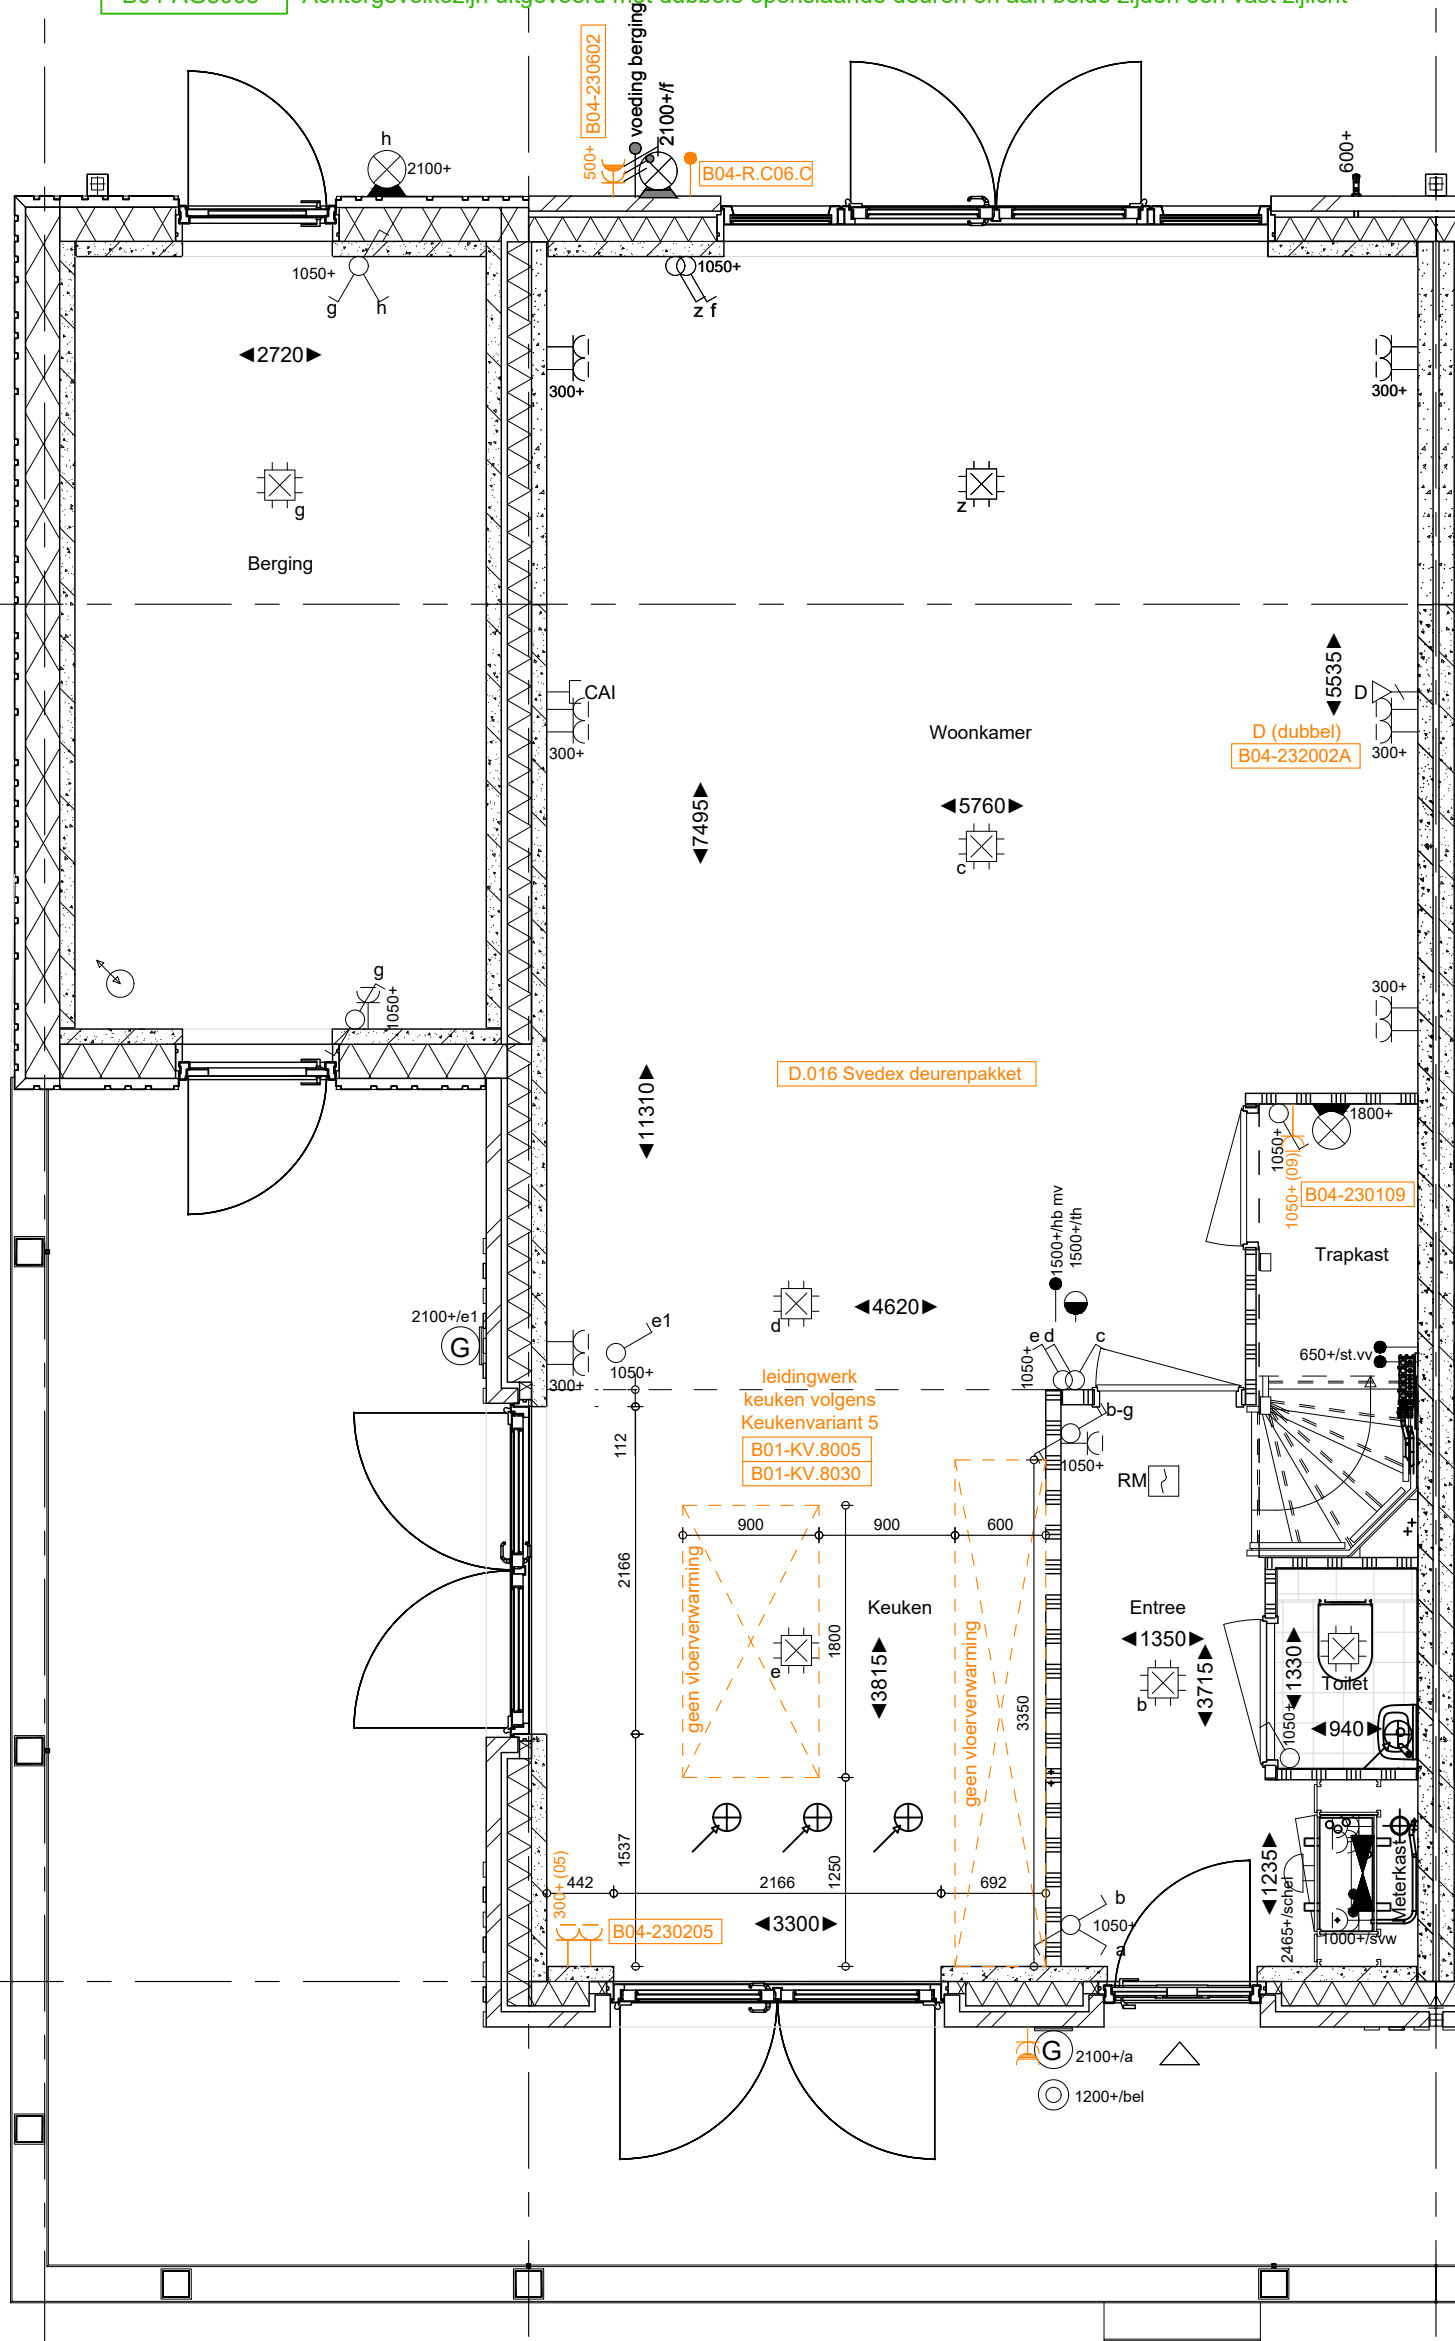 B04-230602
500+
voeding berging
2100+/f
B04-R.C06.C
600+
h
2100+
1050+
g
h
1050+
z f
2720
300+
300+
g
z
Berging
CAI
300+
Woonkamer
5535
D
D (dubbel)
B04-232002A
300+
7495
5760
c
g
1050+
300+
D.016 Svedex deurenpakket
11310
1050+
1050+ (09)
1800+
B04-230109
Trapkast
1500+/hb mv
1500+/th
d
4620
2100+/e1
G
e1
1050+
300+
e d
c
1050+
650+/st.vv
leidingwerk
keuken volgens
Keukenvariant 5
B01-KV.8005
B01-KV.8030
112
b-g
1050+
RM
900
900
600
2166
geen vloerverwarming
1800
Keuken
3815
e
geen vloerverwarming
3350
Entree
1350
3715
b
1330
Toilet
940
1050+
1537
1250
300+ (05)
442
2166
692
B04-230205
3300
b
1050+
a
1235
2465+/schel
1000+/svw
Meterkast
G
2100+/a
1200+/bel